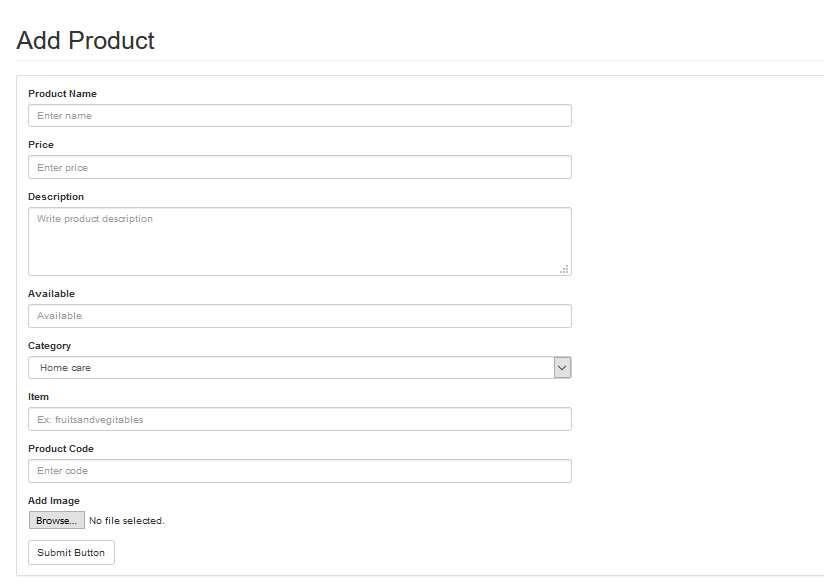 Add Product
Product Name
Enter name
Price
Enter price
Description
Write product description
Available
Available
Category
Home care
Item
Ex: fruitsandvegitables
Product Code
Enter code
Add Image
Browse... No file selected.
Submit Button